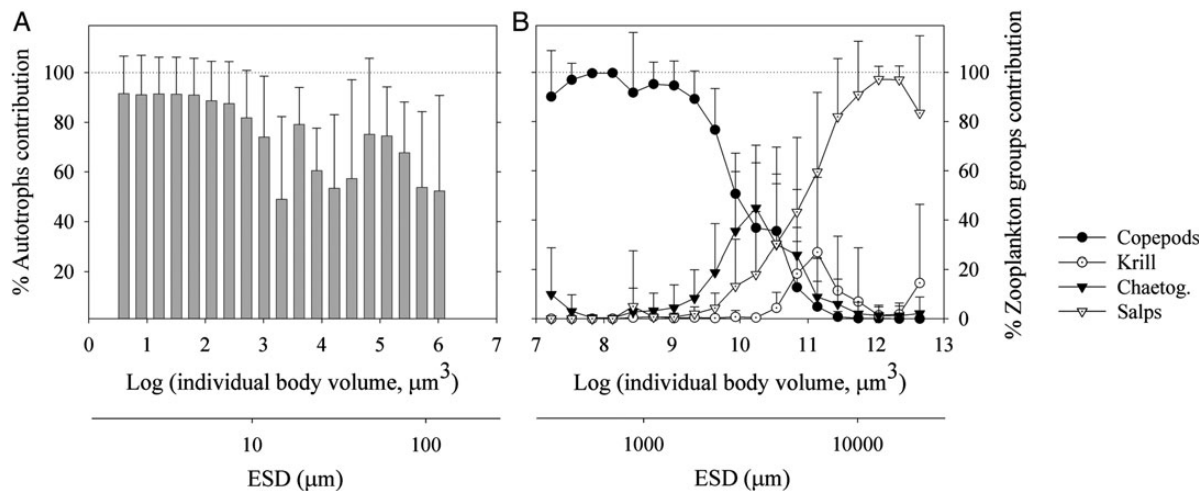 A
% Autotrophs contribution
100
80
60
40
20
0 1 2 3 4 5 6 7
Log (individual body volume, μm³)
10 100
ESD (μm)
B
100
80
60
40
20
0
% Zooplankton groups contribution
7 8 9 10 11 12 13
Log (individual body volume, μm³)
1000 10000
ESD (μm)
Copepods
Krill
Chaetog.
Salps